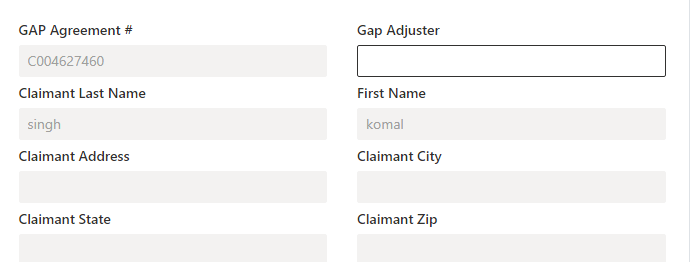 GAP Agreement #
Gap Adjuster
C004627460
Claimant Last Name
First Name
singh
komal
Claimant Address
Claimant City
Claimant State
Claimant Zip